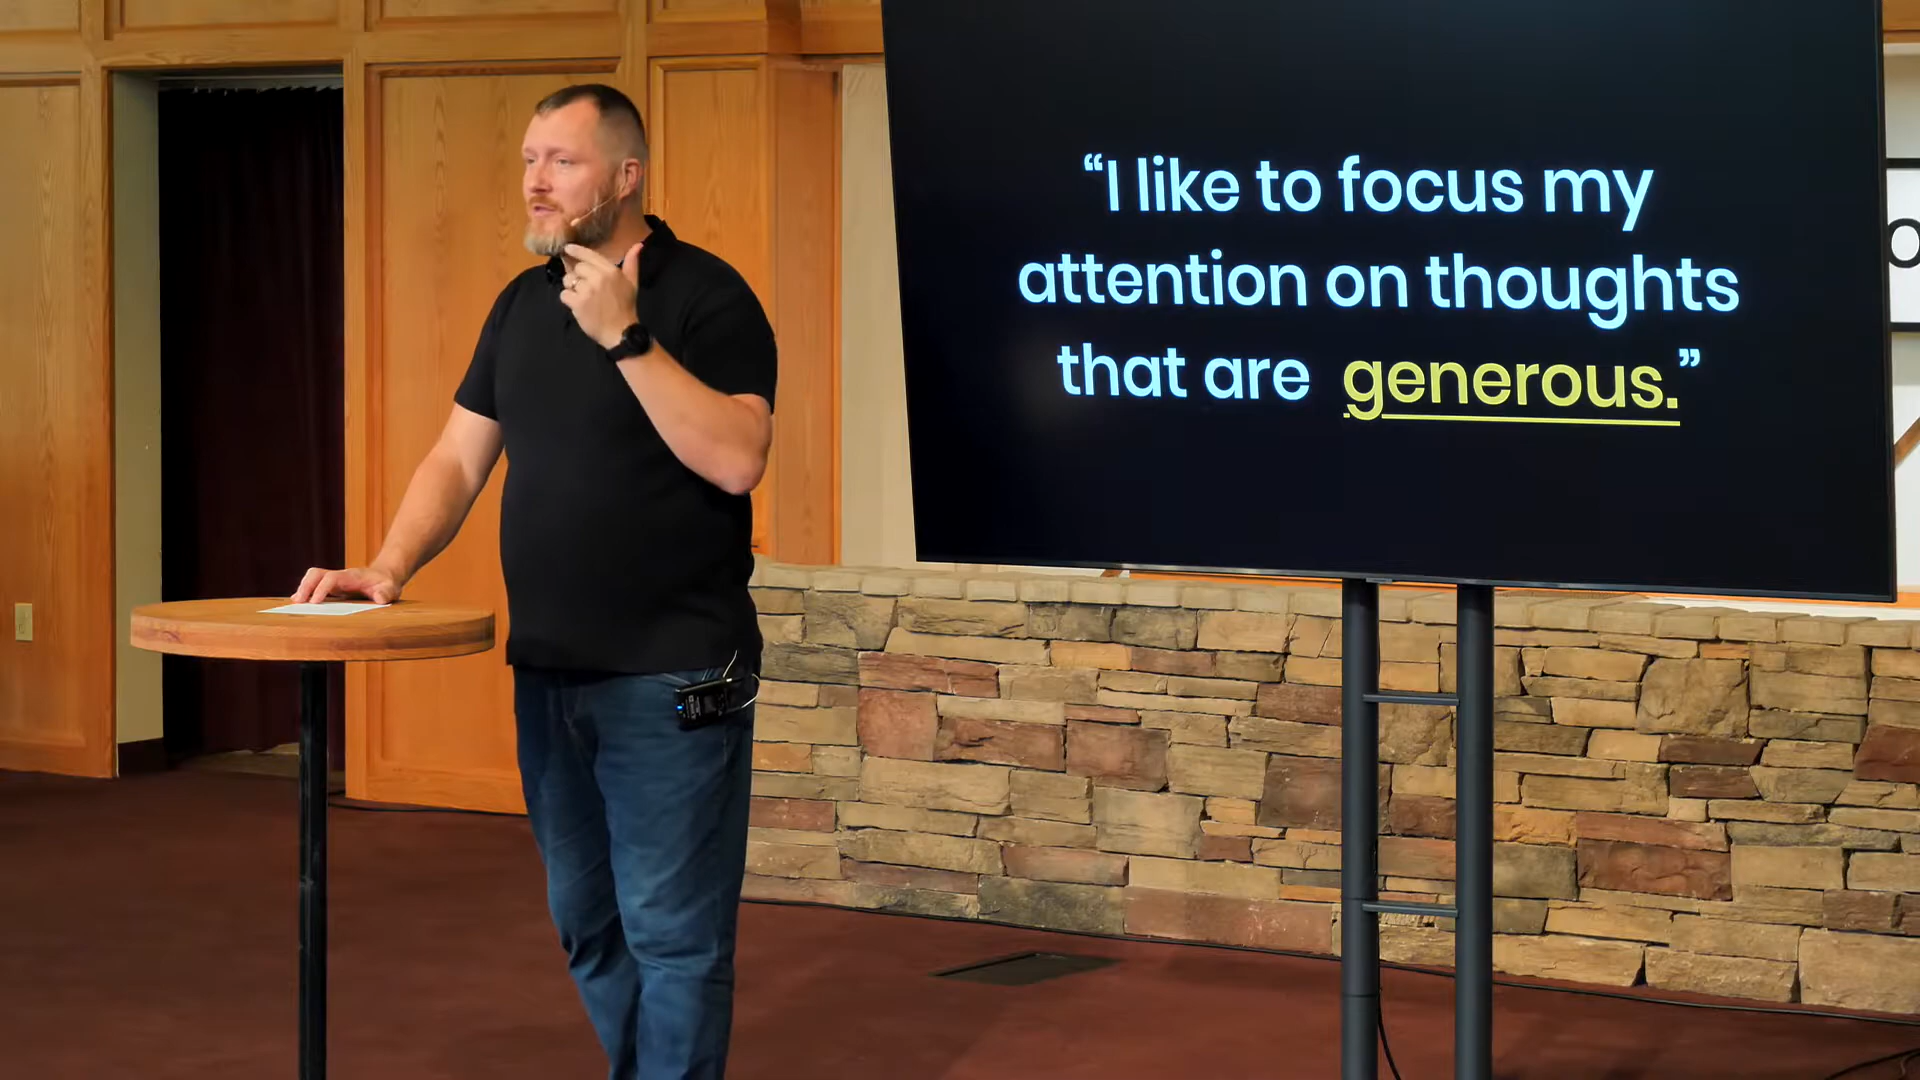 “I like to focus my
attention on thoughts
that are generous.”